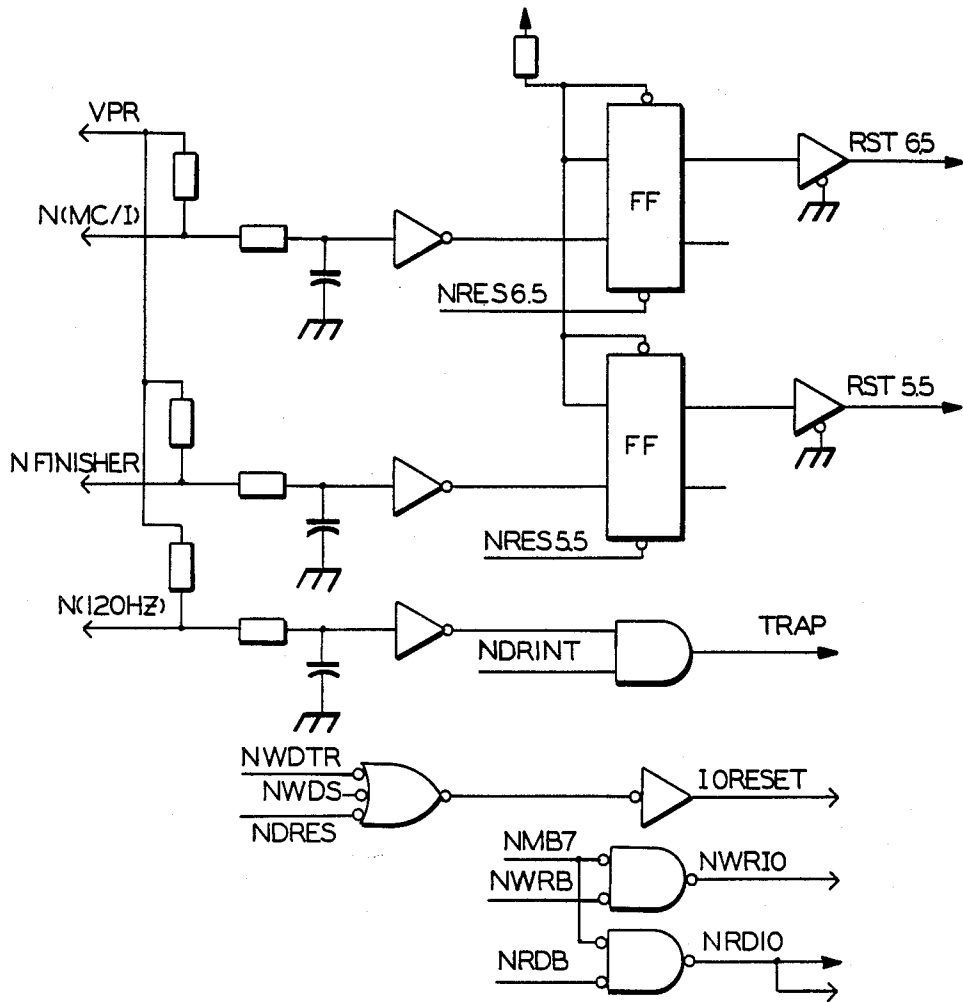 VPR
RST 6.5
N(MC/I)
FF
NRES6.5
RST 5.5
N FINISHER
FF
NRES5.5
N(120HZ)
TRAP
NDRINT
NWDTR
NWDS
NDRES
IORESET
NMB7
NWRB
NWRIO
NRDB
NRDIO